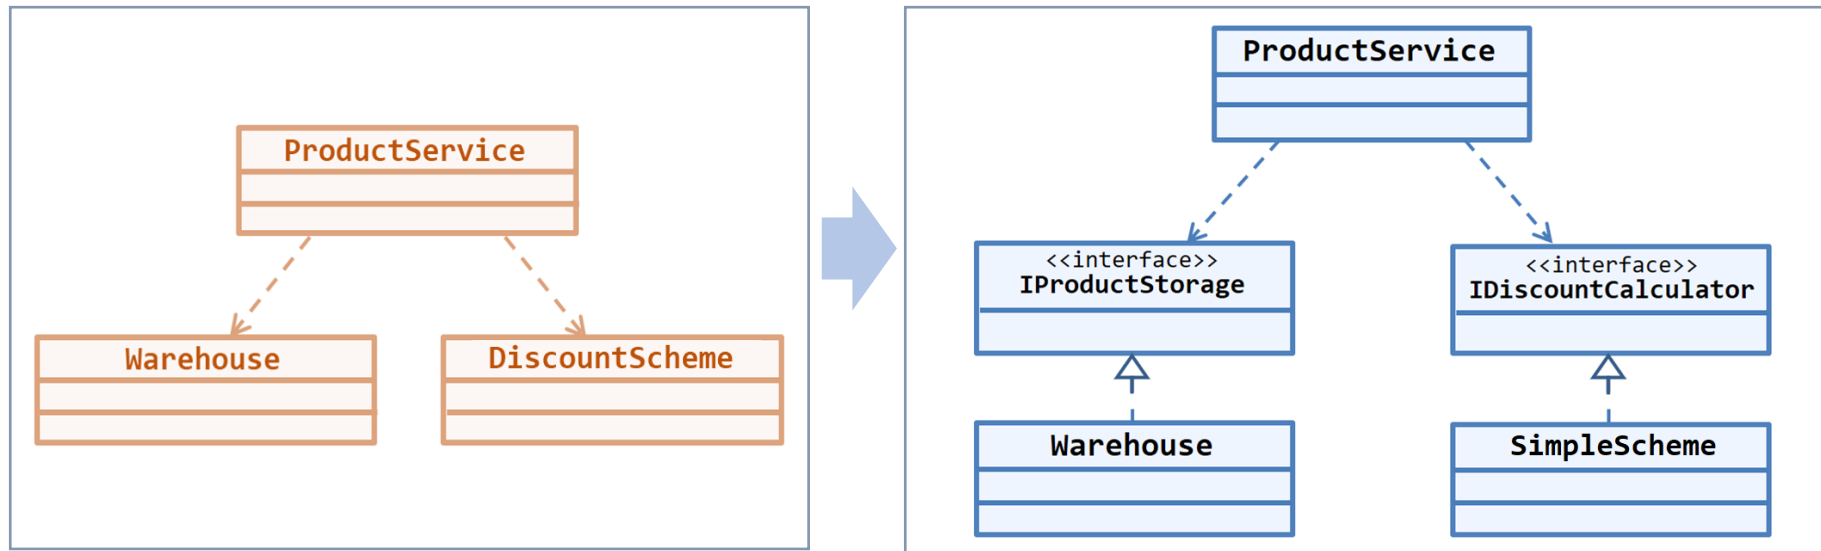 ProductService
Warehouse
DiscountScheme
ProductService
<<interface>>
IProductStorage
<<interface>>
IDiscountCalculator
Warehouse
SimpleScheme